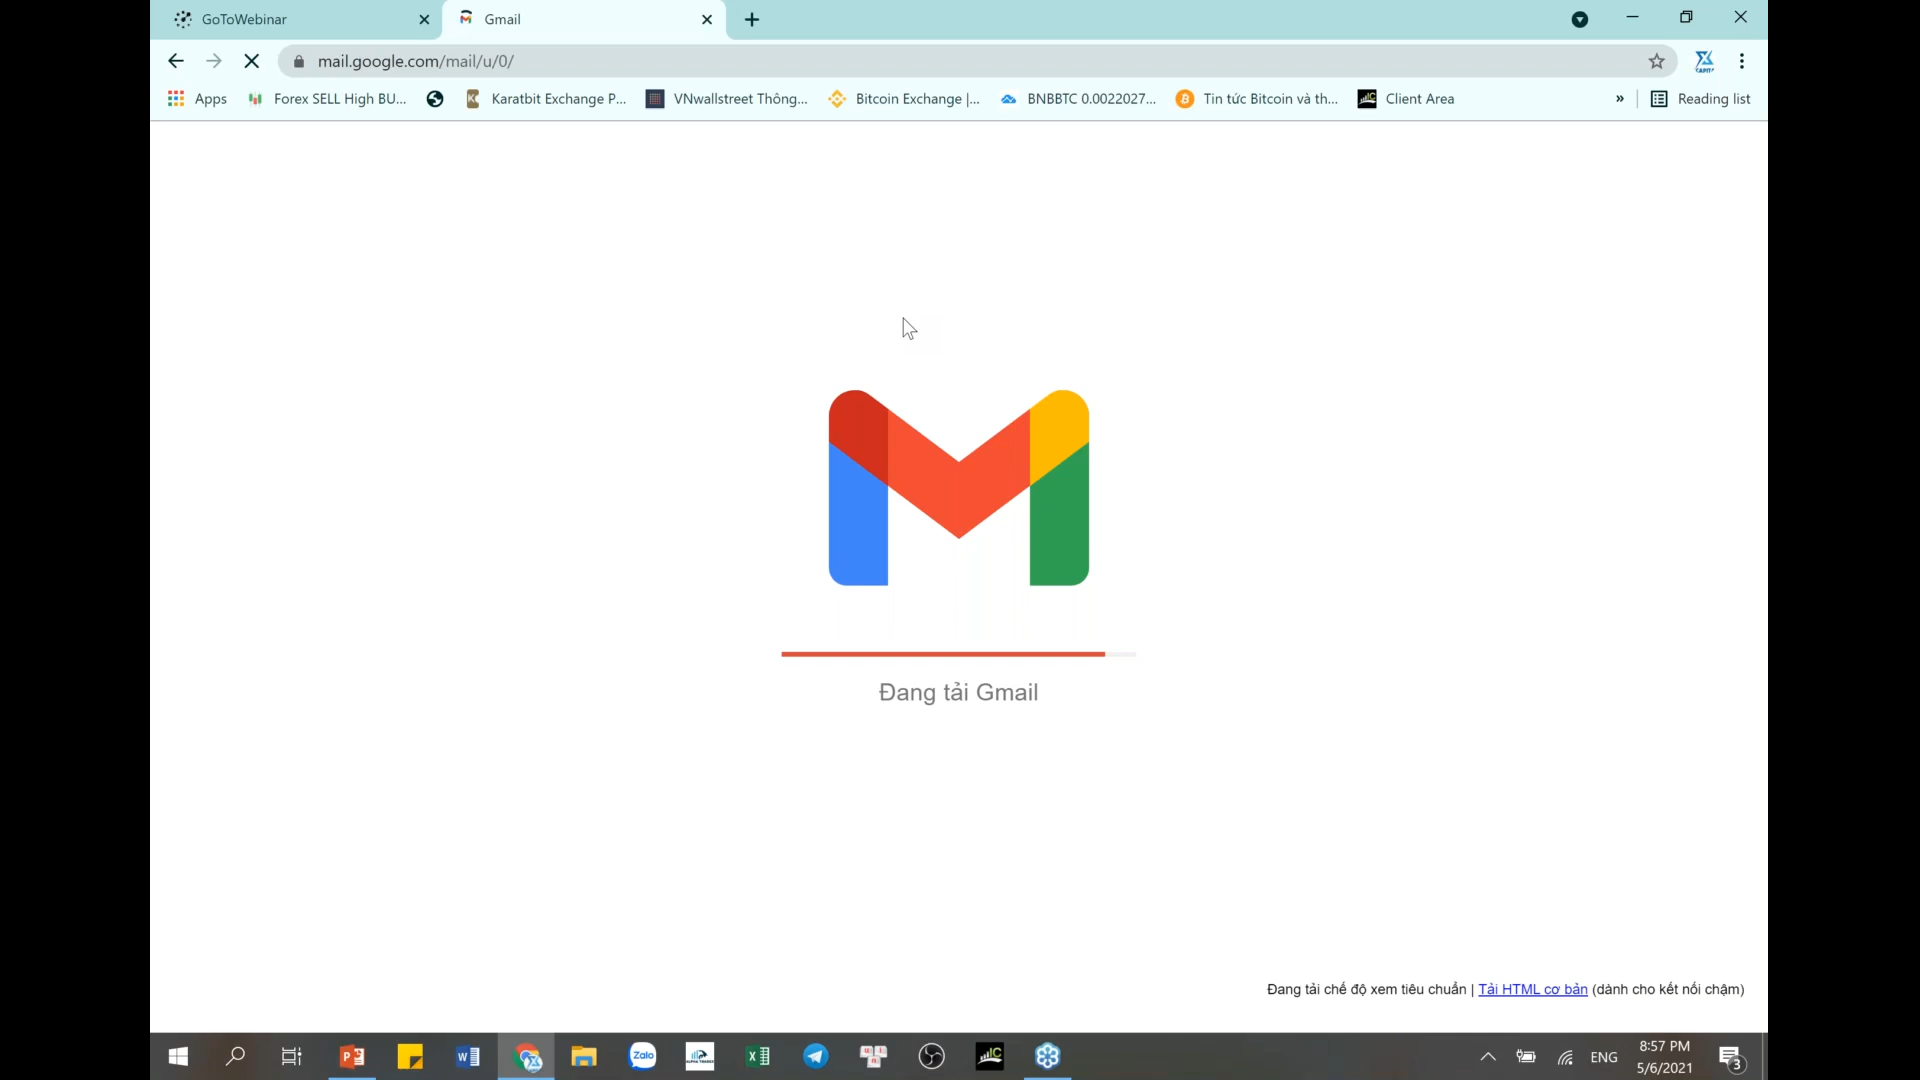 GoToWebinar
Gmail
mail.google.com/mail/u/0/
Apps
Forex SELL High BU...
Karatbit Exchange P...
VNwallstreet Thông...
Bitcoin Exchange |...
BNBBTC 0.0022027...
Tin tức Bitcoin và th...
Client Area
»
Reading list
Đang tải Gmail
Đang tải chế độ xem tiêu chuẩn | Tải HTML cơ bản (dành cho kết nối chậm)
Zalo
ENG
8:57 PM
5/6/2021
3